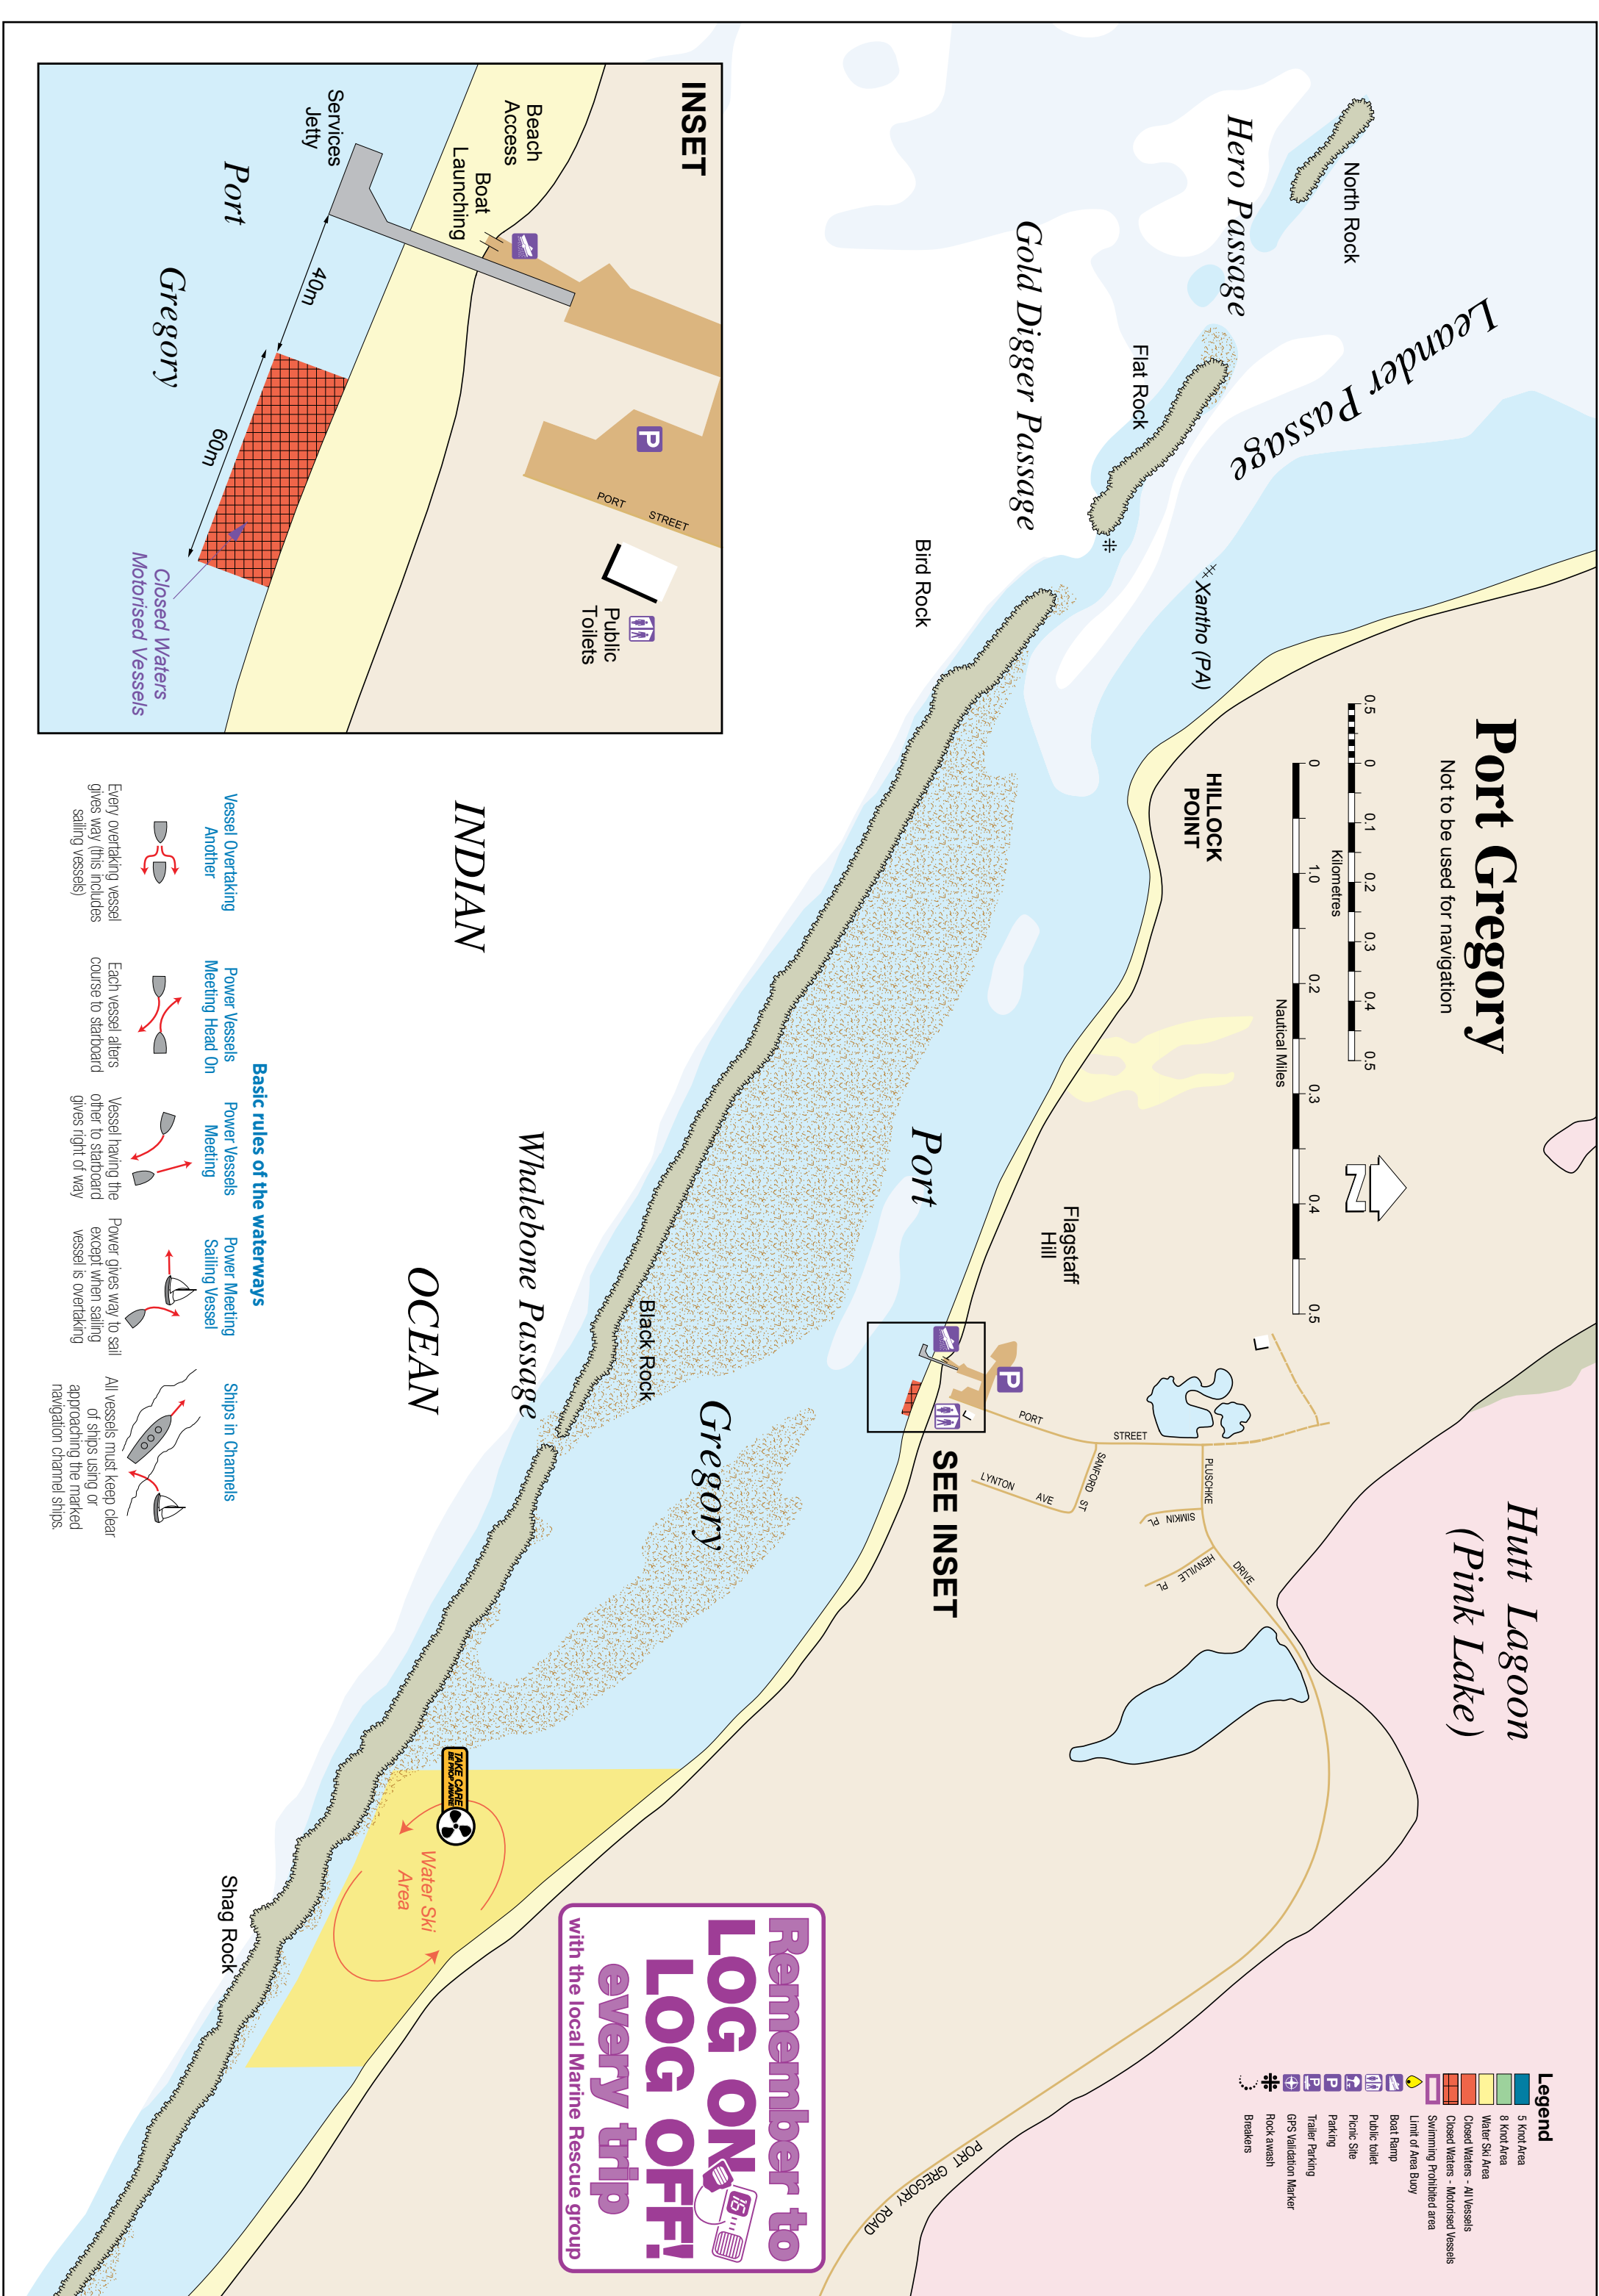 Port Gregory
Not to be used for navigation
0.5
0
0.1
0.2
0.3
0.4
0.5
Kilometres
0
1.0
0.2
0.3
0.4
0.5
Nautical Miles
N
North Rock
Hero Passage
Leander Passage
Flat Rock
Gold Digger Passage
Xantho (PA)
Bird Rock
HILLOCK
POINT
Flagstaff
Hill
Port
Gregory
Hutt Lagoon
(Pink Lake)
PORT
STREET
SANFORD ST
LYNTON AVE
PLUSCHKE
DRIVE
SIMKIN PL
HENVILLE PL
SEE INSET
P
Black Rock
Whalebone Passage
INDIAN
OCEAN
TAKE CARE
BE PROP AWARE
Water Ski
Area
Shag Rock
PORT GREGORY ROAD
INSET
Beach
Access
Boat
Launching
Services
Jetty
Port
Gregory
40m
60m
P
PORT STREET
Public
Toilets
Closed Waters
Motorised Vessels
Basic rules of the waterways
Vessel Overtaking
Another
Every overtaking vessel
gives way (this includes
sailing vessels)
Power Vessels
Meeting Head On
Each vessel alters
course to starboard
Power Vessels
Meeting
Vessel having the
other to starboard
gives right of way
Power Meeting
Sailing Vessel
Power gives way to sail
except when sailing
vessel is overtaking
Ships in Channels
All vessels must keep clear
of ships using or
approaching the marked
navigation channel ships.
Remember to
LOG ON
LOG OFF!
every trip
with the local Marine Rescue group
16
Legend
5 Knot Area
8 Knot Area
Water Ski Area
Closed Waters - All Vessels
Closed Waters - Motorised Vessels
Swimming Prohibited area
Limit of Area Buoy
Boat Ramp
Public toilet
Picnic Site
P Parking
P Trailer Parking
GPS Validation Marker
Rock awash
Breakers